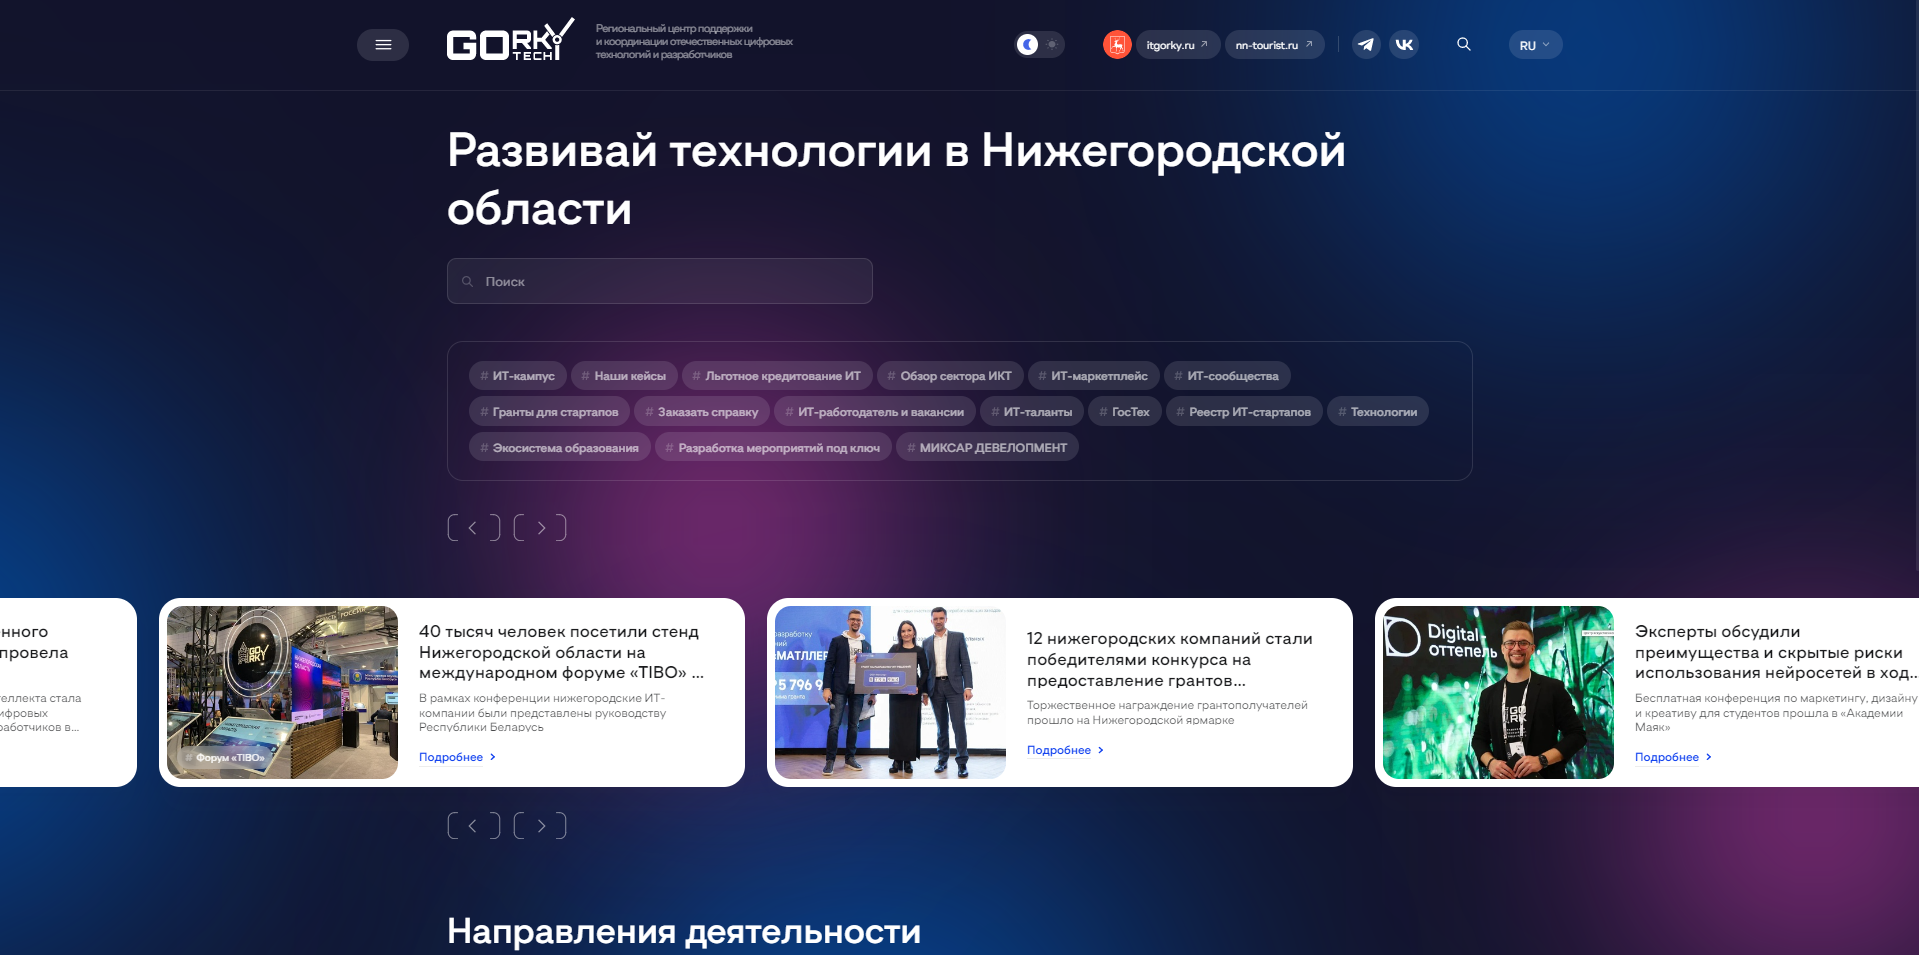 GORKY TECH
Региональный центр поддержки
и координации отечественных цифровых
технологий и разработчиков
itgorky.ru
nn-tourist.ru
RU
Развивай технологии в Нижегородской
области
Поиск
# ИТ-кампус # Наши кейсы # Льготное кредитование ИТ # Обзор сектора ИКТ # ИТ-маркетплейс # ИТ-сообщества
# Гранты для стартапов # Заказать справку # ИТ-работодатель и вакансии # ИТ-таланты # ГосТех # Реестр ИТ-стартапов # Технологии
# Экосистема образования # Разработка мероприятий под ключ # МИКСАР ДЕВЕЛОПМЕНТ
нного
провела
теллекта стала
ифровых
работчиков в...
# Форум «TIBO»
40 тысяч человек посетили стенд
Нижегородской области на
международном форуме «TIBO» ...
В рамках конференции нижегородские ИТ-
компании были представлены руководству
Республики Беларусь
Подробнее
12 нижегородских компаний стали
победителями конкурса на
предоставление грантов...
Торжественное награждение грантополучателей
прошло на Нижегородской ярмарке
Подробнее
Digital-
оттепель
Эксперты обсудили
преимущества и скрытые риски
использования нейросетей в ход...
Бесплатная конференция по маркетингу, дизайну
и креативу для студентов прошла в «Академии
Маяк»
Подробнее
Направления деятельности